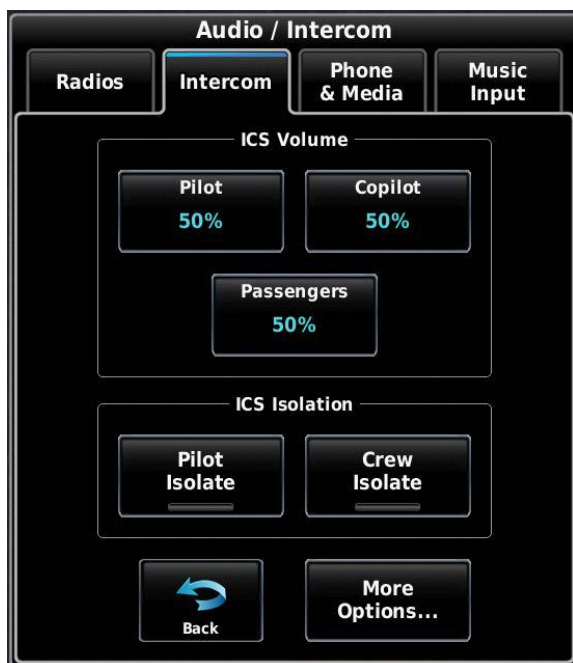 Audio / Intercom
Radios
Intercom
Phone
& Media
Music
Input
ICS Volume
Pilot
50%
Copilot
50%
Passengers
50%
ICS Isolation
Pilot
Isolate
Crew
Isolate
Back
More
Options...